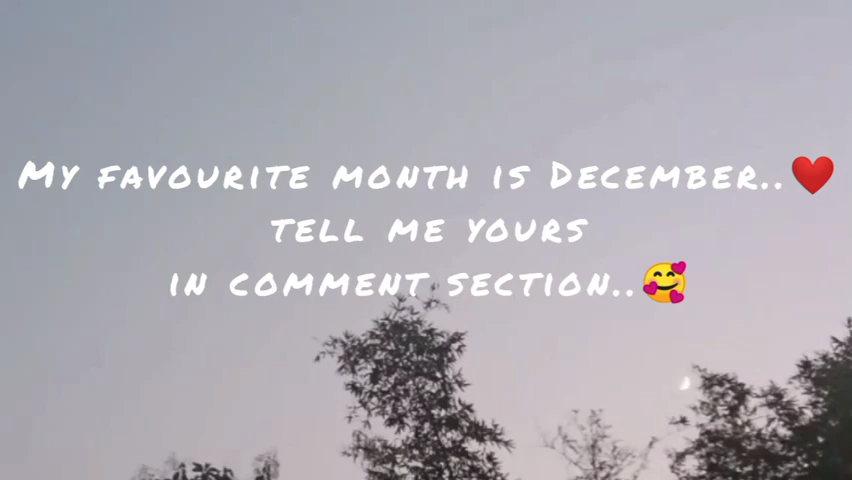 My favourite month is December..❤️
tell me yours
in comment section..🥰